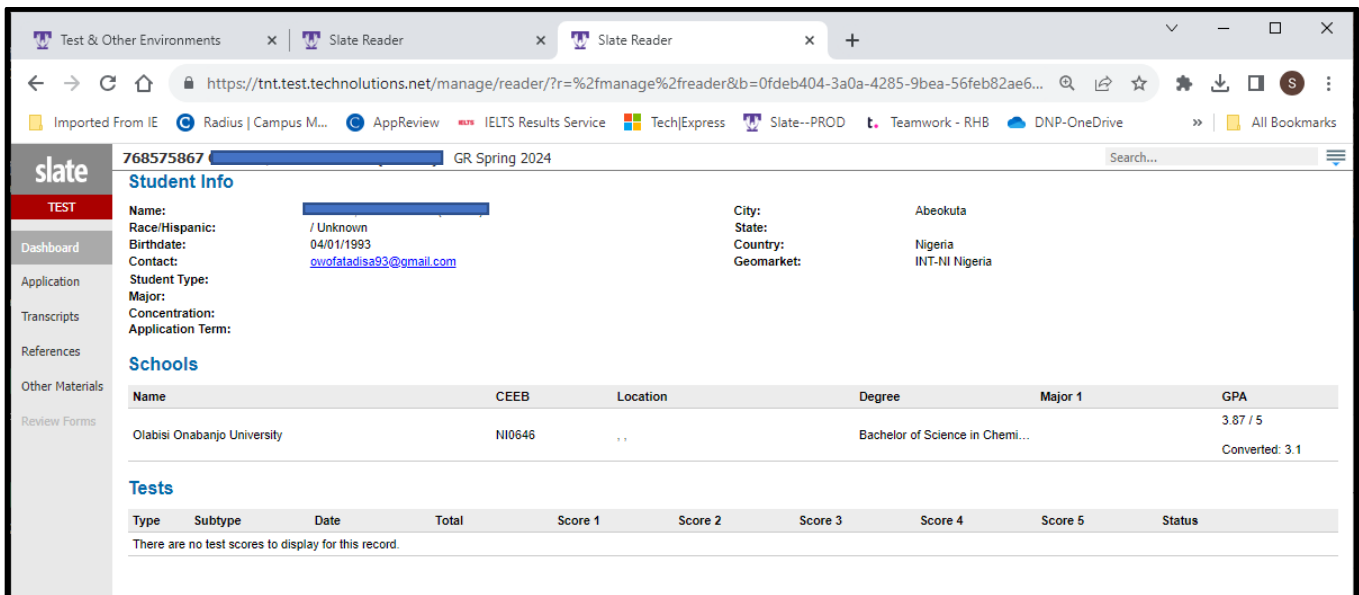 Test & Other Environments
Slate Reader
Slate Reader
https://tnt.test.technolutions.net/manage/reader/?r=%2fmanage%2freader&b=0fdeb404-3a0a-4285-9bea-56feb82ae6...
Imported From IE
Radius | Campus M...
AppReview
IELTS Results Service
Tech|Express
Slate--PROD
Teamwork - RHB
DNP-OneDrive
»
All Bookmarks
slate
TEST
Dashboard
Application
Transcripts
References
Other Materials
Review Forms
768575867 GR Spring 2024
Search...
Student Info
Name: City: Abeokuta
Race/Hispanic: / Unknown State:
Birthdate: 04/01/1993 Country: Nigeria
Contact: owofatadisa93@gmail.com Geomarket: INT-NI Nigeria
Student Type:
Major:
Concentration:
Application Term:
Schools
Name CEEB Location Degree Major 1 GPA
Olabisi Onabanjo University NI0646 , , Bachelor of Science in Chemi... 3.87 / 5
Converted: 3.1
Tests
Type Subtype Date Total Score 1 Score 2 Score 3 Score 4 Score 5 Status
There are no test scores to display for this record.